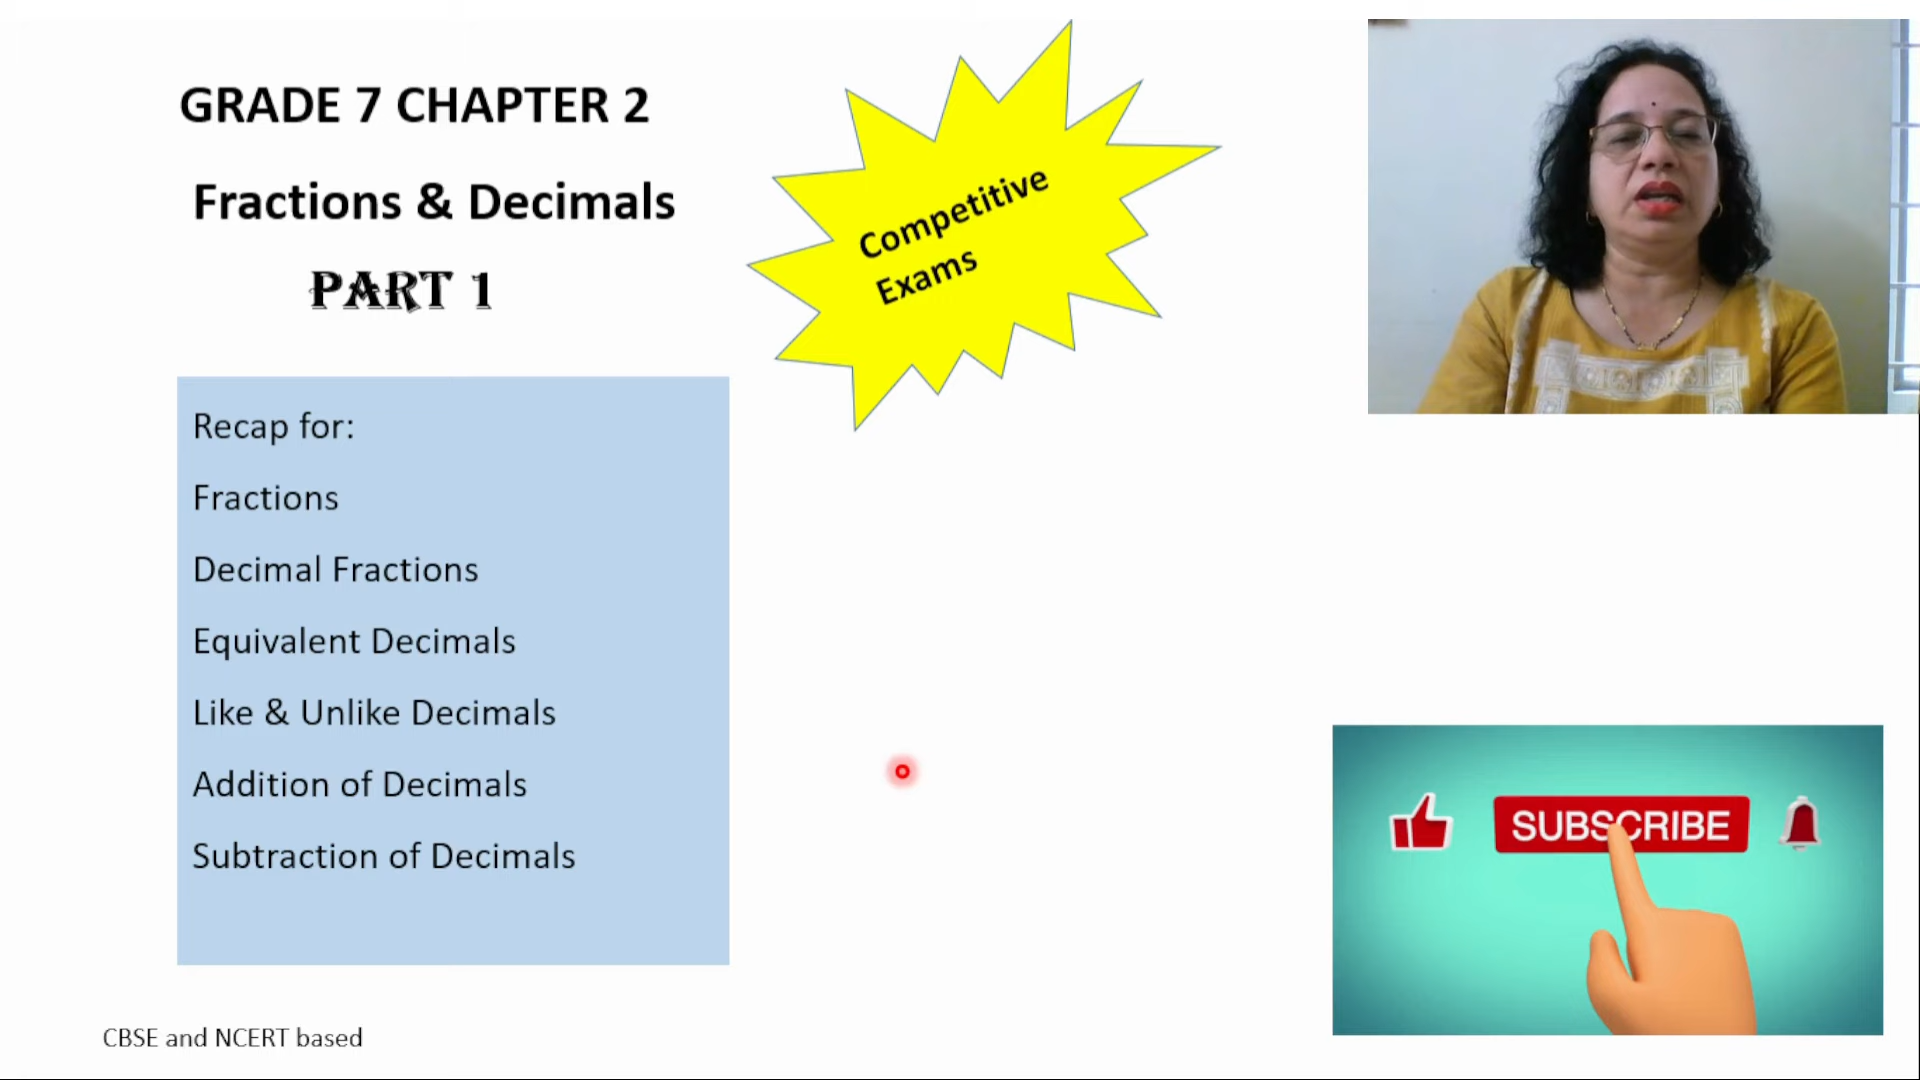 GRADE 7 CHAPTER 2
Fractions & Decimals
PART 1
Competitive
Exams
Recap for:
Fractions
Decimal Fractions
Equivalent Decimals
Like & Unlike Decimals
Addition of Decimals
Subtraction of Decimals
SUBSCRIBE
CBSE and NCERT based